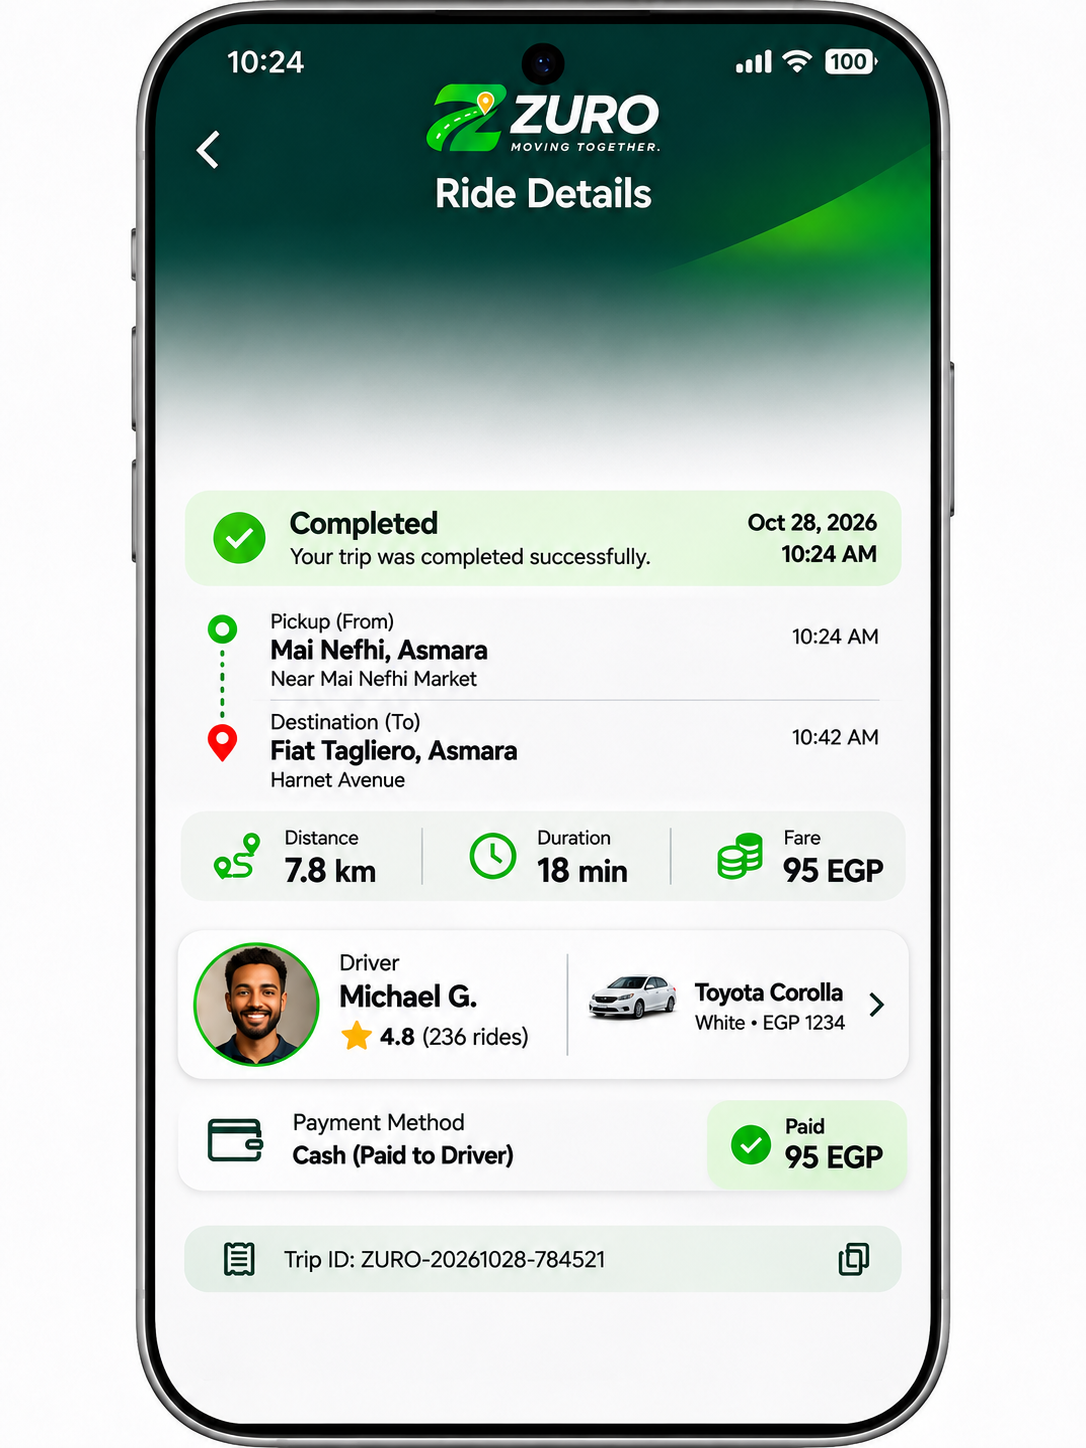 10:24
100
ZURO
MOVING TOGETHER.
Ride Details
Completed
Your trip was completed successfully.
Oct 28, 2026
10:24 AM
Pickup (From)
Mai Nefhi, Asmara
Near Mai Nefhi Market
10:24 AM
Destination (To)
Fiat Tagliero, Asmara
Harnet Avenue
10:42 AM
Distance
7.8 km
Duration
18 min
Fare
95 EGP
Driver
Michael G.
4.8 (236 rides)
Toyota Corolla
White • EGP 1234
Payment Method
Cash (Paid to Driver)
Paid
95 EGP
Trip ID: ZURO-20261028-784521